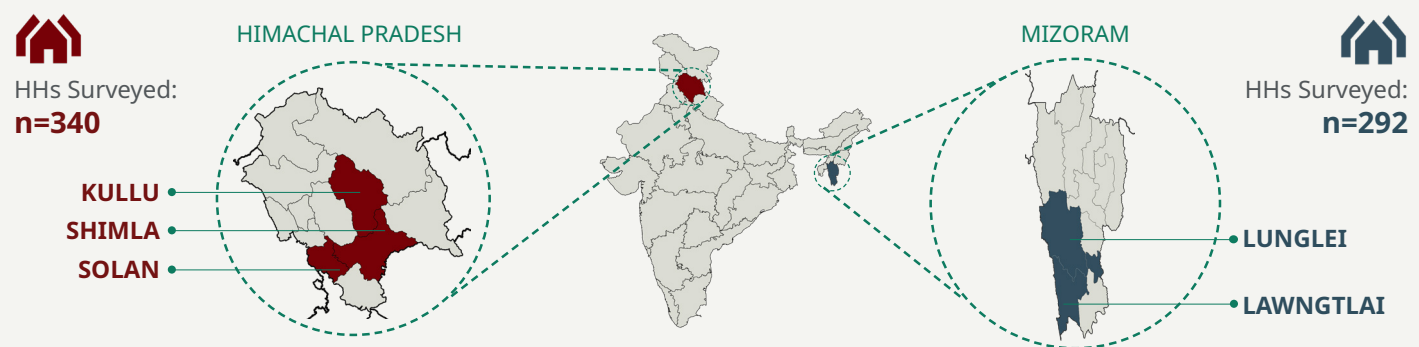 HIMACHAL PRADESH
HHs Surveyed:
n=340
KULLU
SHIMLA
SOLAN
MIZORAM
HHs Surveyed:
n=292
LUNGLEI
LAWNGTLAI